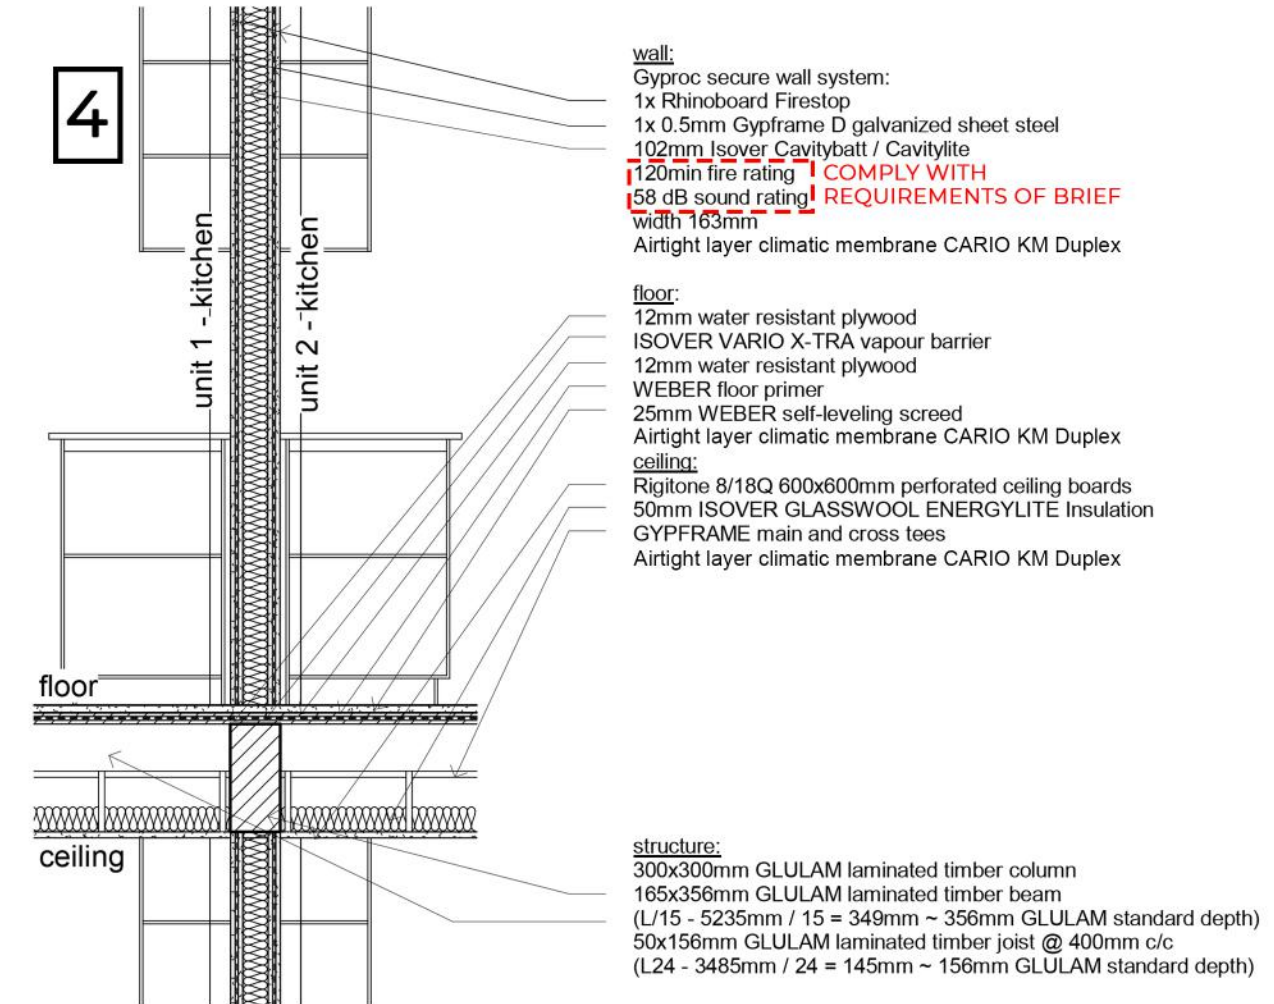 4
wall:
Gyproc secure wall system:
1x Rhinoboard Firestop
1x 0.5mm Gypframe D galvanized sheet steel
102mm Isover Cavitybatt / Cavitylite
120min fire rating
58 dB sound rating
COMPLY WITH
REQUIREMENTS OF BRIEF
width 163mm
Airtight layer climatic membrane CARIO KM Duplex
unit 1 - kitchen
unit 2 - kitchen
floor:
12mm water resistant plywood
ISOVER VARIO X-TRA vapour barrier
12mm water resistant plywood
WEBER floor primer
25mm WEBER self-leveling screed
Airtight layer climatic membrane CARIO KM Duplex
ceiling:
Rigitone 8/18Q 600x600mm perforated ceiling boards
50mm ISOVER GLASSWOOL ENERGYLITE Insulation
GYPFRAME main and cross tees
Airtight layer climatic membrane CARIO KM Duplex
floor
ceiling
structure:
300x300mm GLULAM laminated timber column
165x356mm GLULAM laminated timber beam
(L/15 - 5235mm / 15 = 349mm ~ 356mm GLULAM standard depth)
50x156mm GLULAM laminated timber joist @ 400mm c/c
(L24 - 3485mm / 24 = 145mm ~ 156mm GLULAM standard depth)